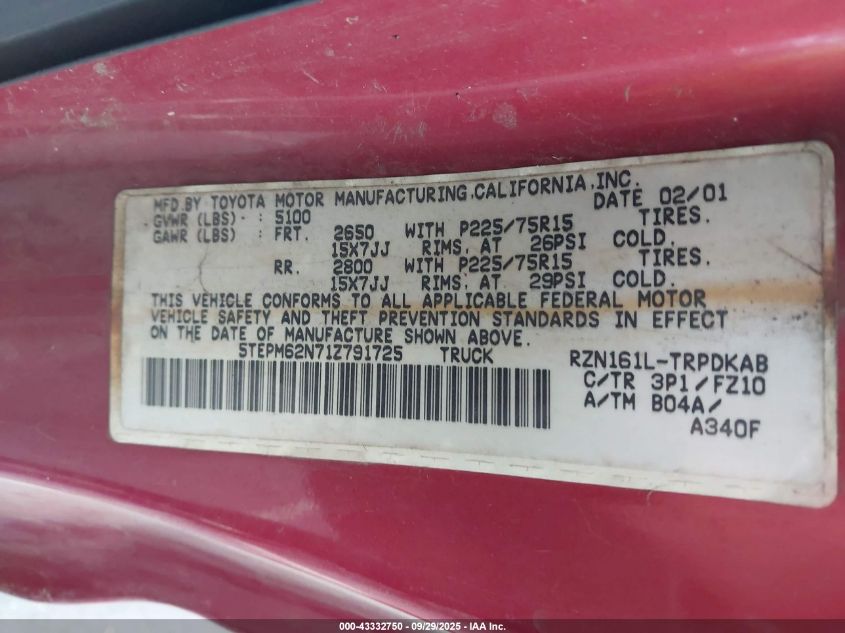 MFD BY TOYOTA MOTOR MANUFACTURING,CALIFORNIA,INC.
DATE 02/01
GVWR (LBS) : 5100
GAWR (LBS) : FRT. 2650 WITH P225/75R15 TIRES.
15X7JJ RIMS, AT 26PSI COLD.
RR. 2800 WITH P225/75R15 TIRES.
15X7JJ RIMS, AT 29PSI COLD.
THIS VEHICLE CONFORMS TO ALL APPLICABLE FEDERAL MOTOR
VEHICLE SAFETY AND THEFT PREVENTION STANDARDS IN EFFECT
ON THE DATE OF MANUFACTURE SHOWN ABOVE.
5TEPM62N71Z791725 TRUCK RZN161L-TRPDKAB
C/TR 3P1/FZ10
A/TM B04A/
A340F
000-43332750 - 09/29/2025 - IAA Inc.